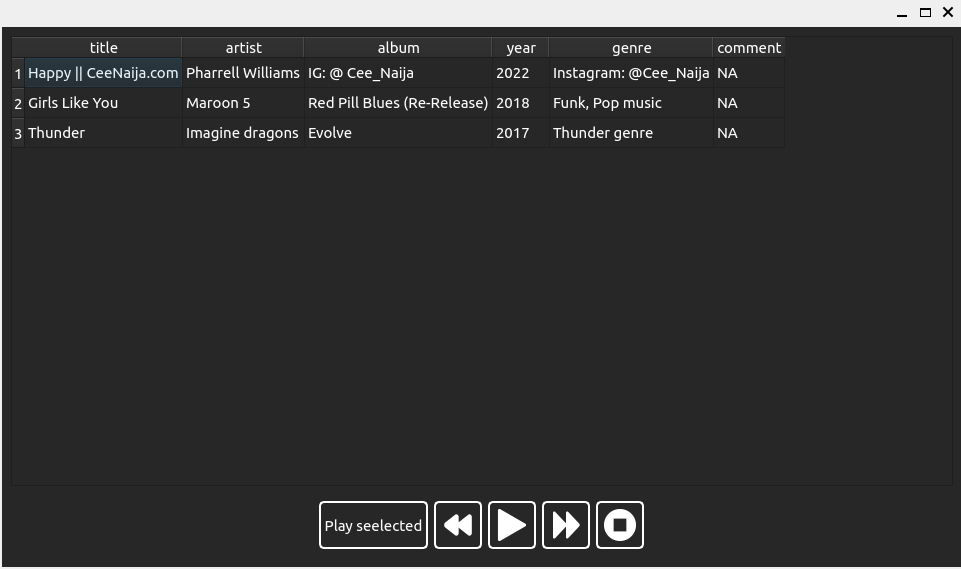 title artist album year genre comment
1 Happy || CeeNaija.com Pharrell Williams IG: @ Cee_Naija 2022 Instagram: @Cee_Naija NA
2 Girls Like You Maroon 5 Red Pill Blues (Re-Release) 2018 Funk, Pop music NA
3 Thunder Imagine dragons Evolve 2017 Thunder genre NA
Play seelected